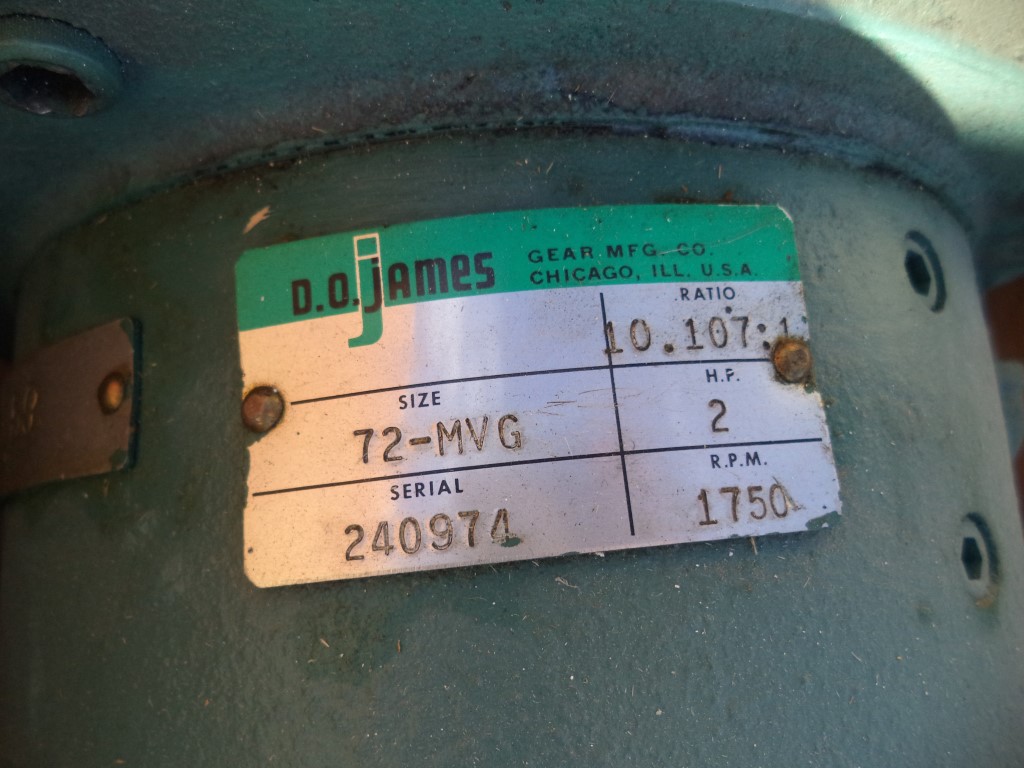 D.O. James
GEAR MFG. CO.
CHICAGO, ILL. U.S.A.
RATIO
10.107:1
SIZE
72-MVG
H.P.
2
SERIAL
240974
R.P.M.
1750